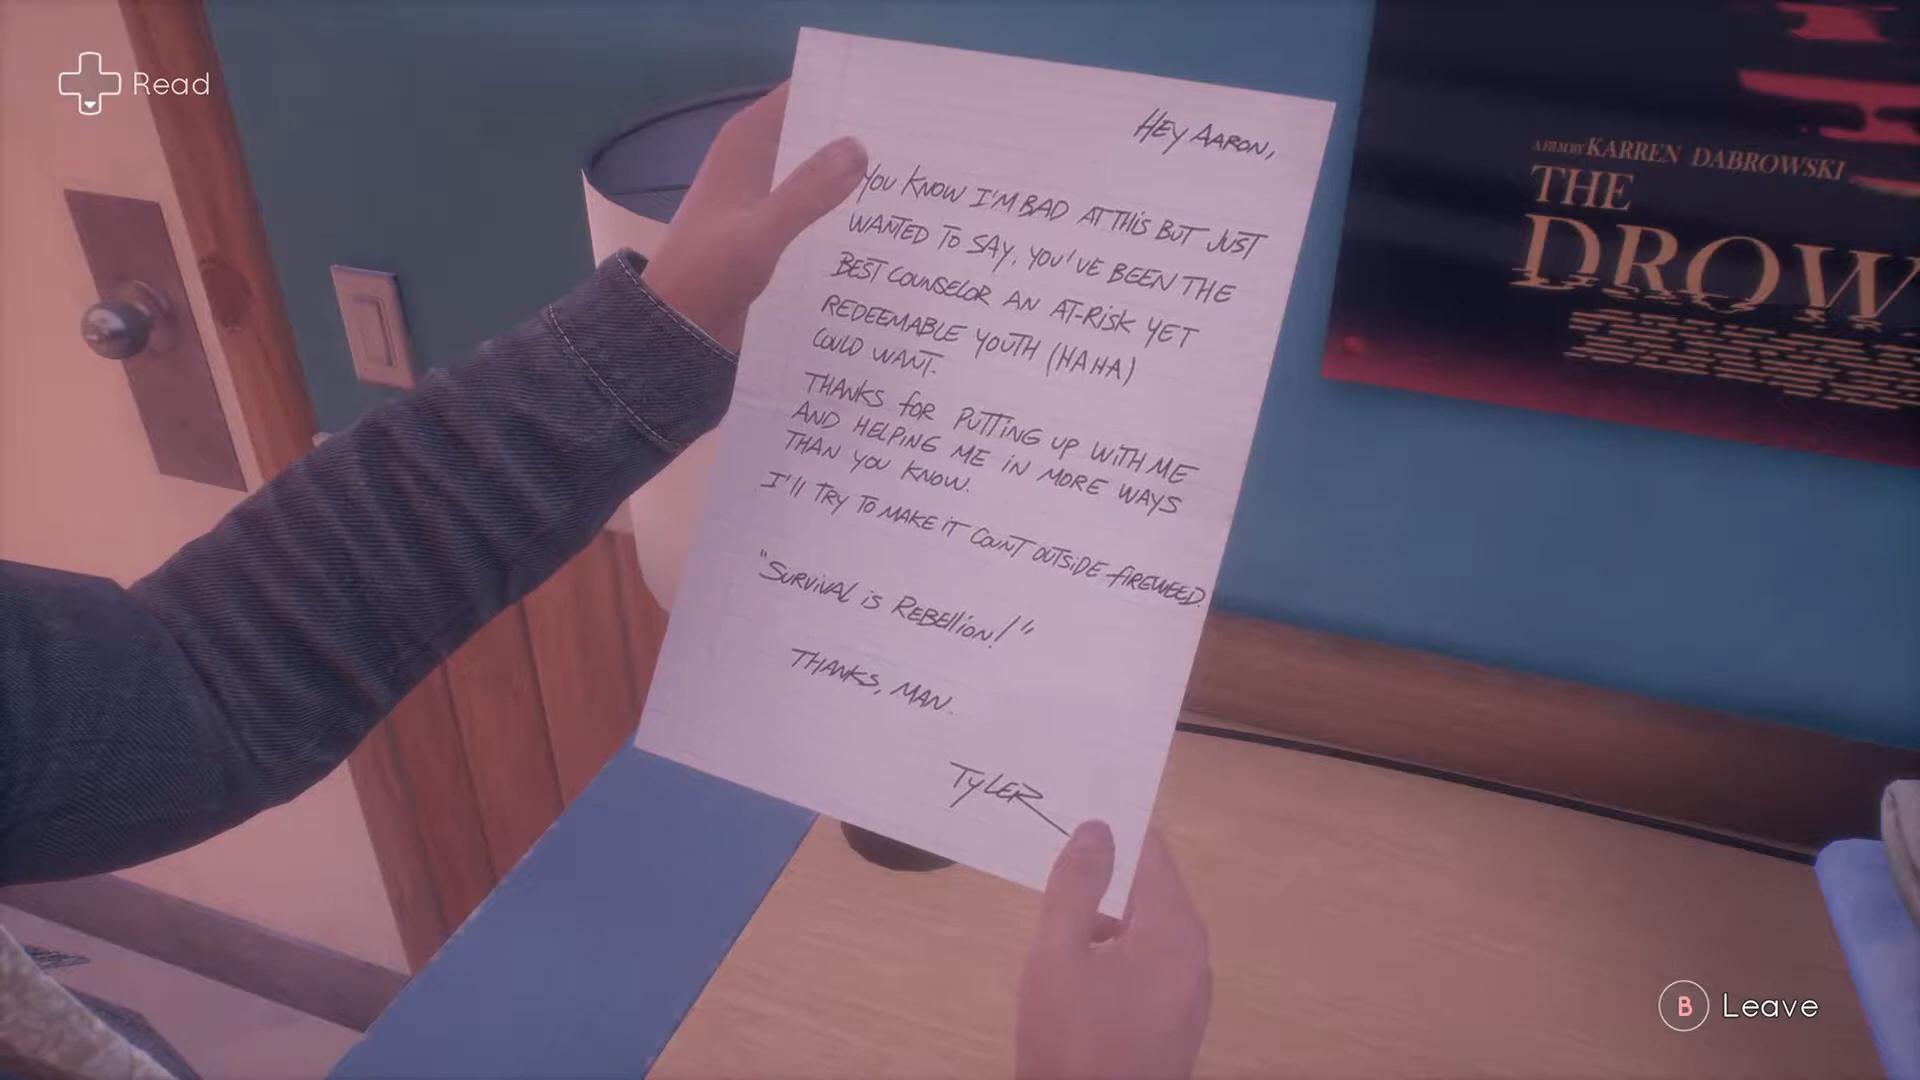 Read
HEY AARON,
YOU KNOW I'M BAD AT THIS BUT JUST
WANTED TO SAY, YOU'VE BEEN THE
BEST COUNSELOR AN AT-RISK YET
REDEEMABLE YOUTH (HAHA)
COULD WANT.
THANKS FOR PUTTING UP WITH ME
AND HELPING ME IN MORE WAYS
THAN YOU KNOW.
I'll TRY TO MAKE IT COUNT OUTSIDE FIREWEED.
"SURVIVAL IS REBELLION!"
THANKS, MAN.
TYLER
A FILM BY KARREN DABROWSKI
THE
DROW
B Leave